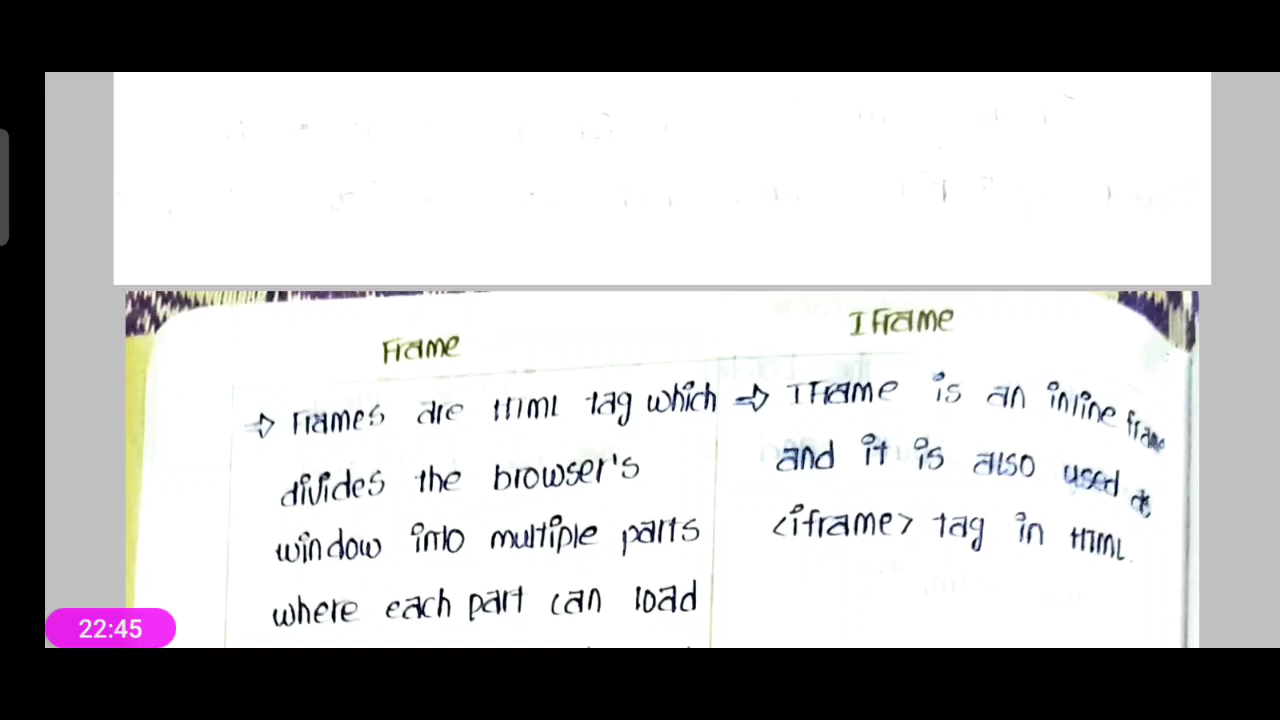 Frame
I Frame
⇒ Frames are HTML tag which
divides the browser's
window into multiple parts
where each part can load
⇒ IFrame is an inline frame
and it is also used as
<iframe> tag in HTML.
22:45